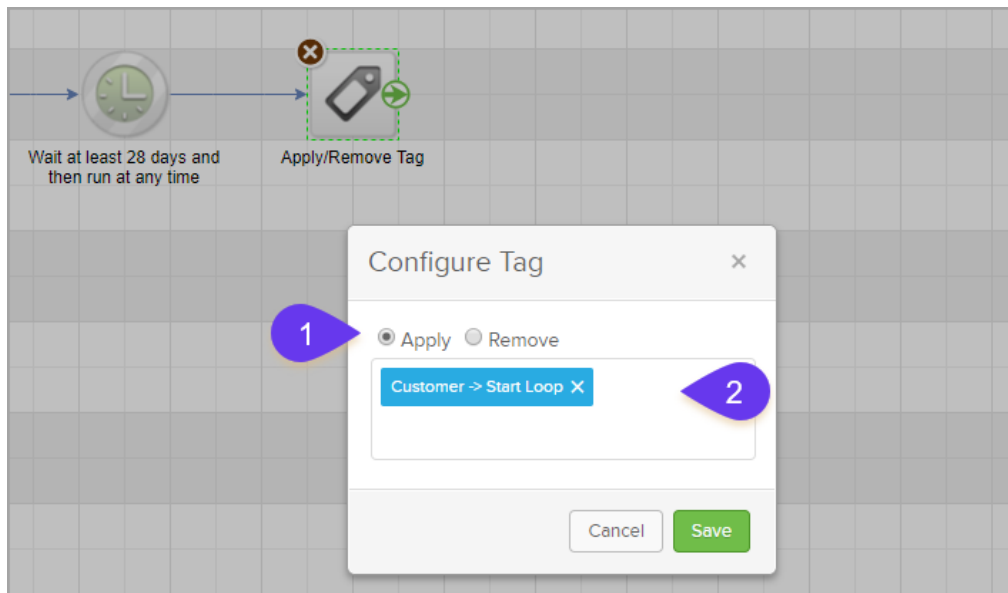 Wait at least 28 days and
then run at any time
Apply/Remove Tag
Configure Tag
1
Apply Remove
Customer -> Start Loop
2
Cancel Save